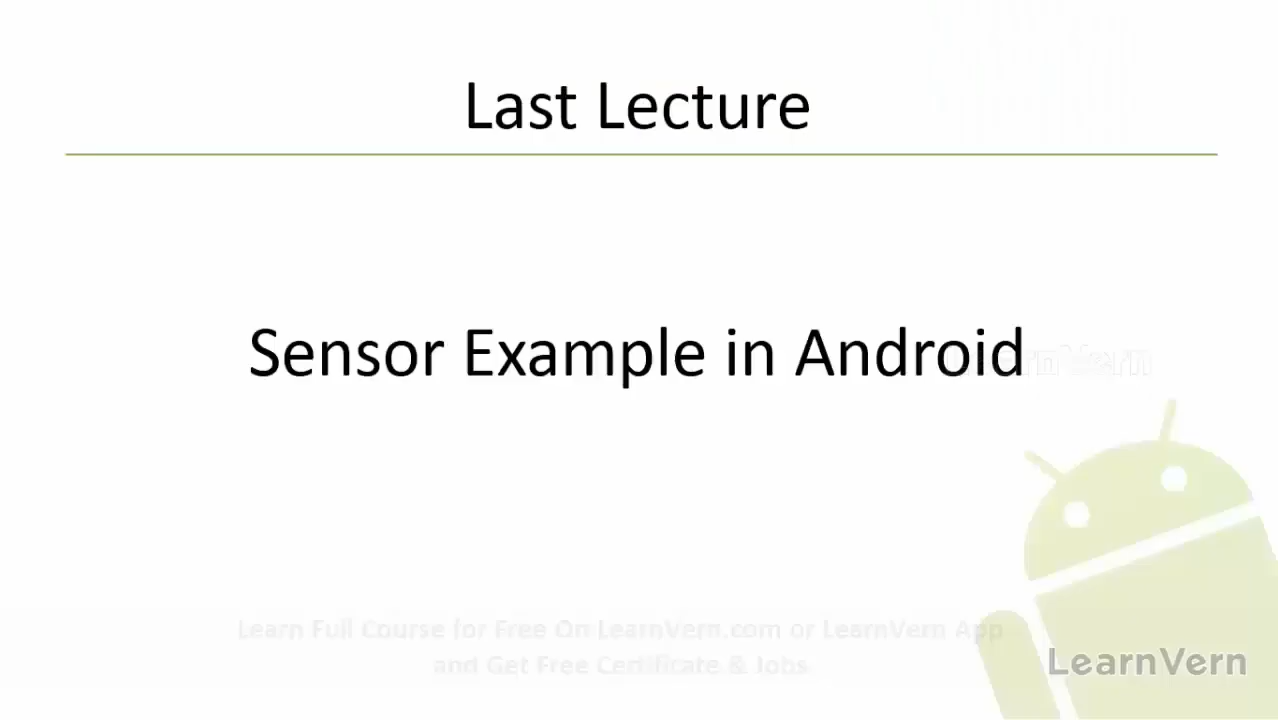 Last Lecture
Sensor Example in Android
LearnVern
Learn Full Course for Free On LearnVern.com or LearnVern App
and Get Free Certificate & Jobs.
LearnVern